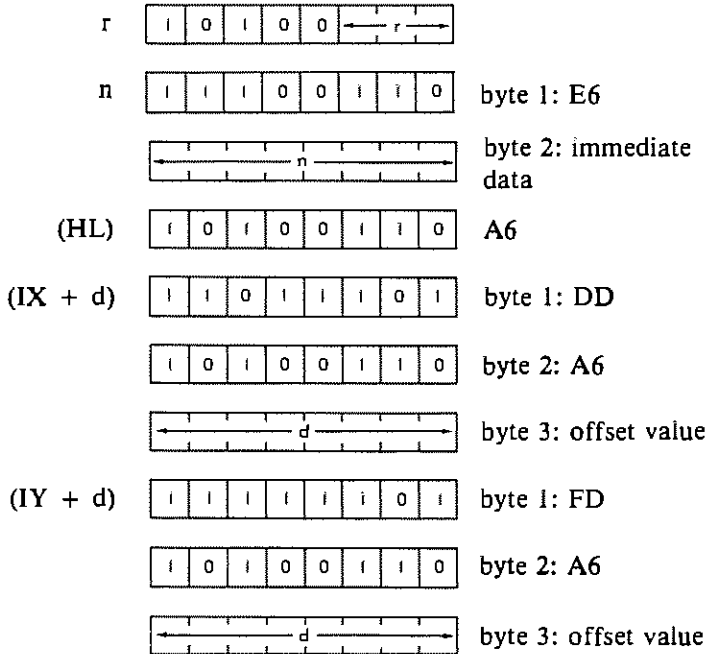 r 1 0 1 0 0 r
n 1 1 1 0 0 1 1 0 byte 1: E6
n byte 2: immediate
data
(HL) 1 0 1 0 0 1 1 0 A6
(IX + d) 1 1 0 1 1 1 0 1 byte 1: DD
1 0 1 0 0 1 1 0 byte 2: A6
d byte 3: offset value
(IY + d) 1 1 1 1 1 1 0 1 byte 1: FD
1 0 1 0 0 1 1 0 byte 2: A6
d byte 3: offset value